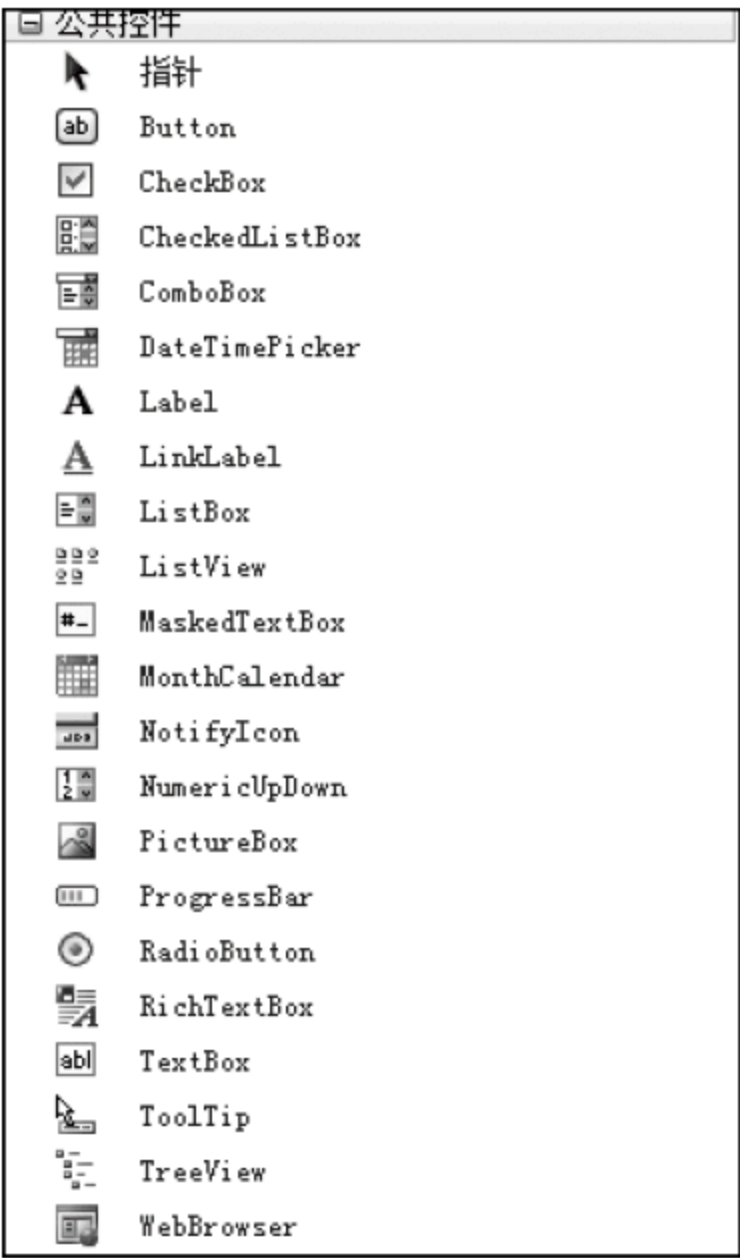 公共控件
指针
Button
CheckBox
CheckedListBox
ComboBox
DateTimePicker
Label
LinkLabel
ListBox
ListView
MaskedTextBox
MonthCalendar
NotifyIcon
NumericUpDown
PictureBox
ProgressBar
RadioButton
RichTextBox
TextBox
ToolTip
TreeView
WebBrowser